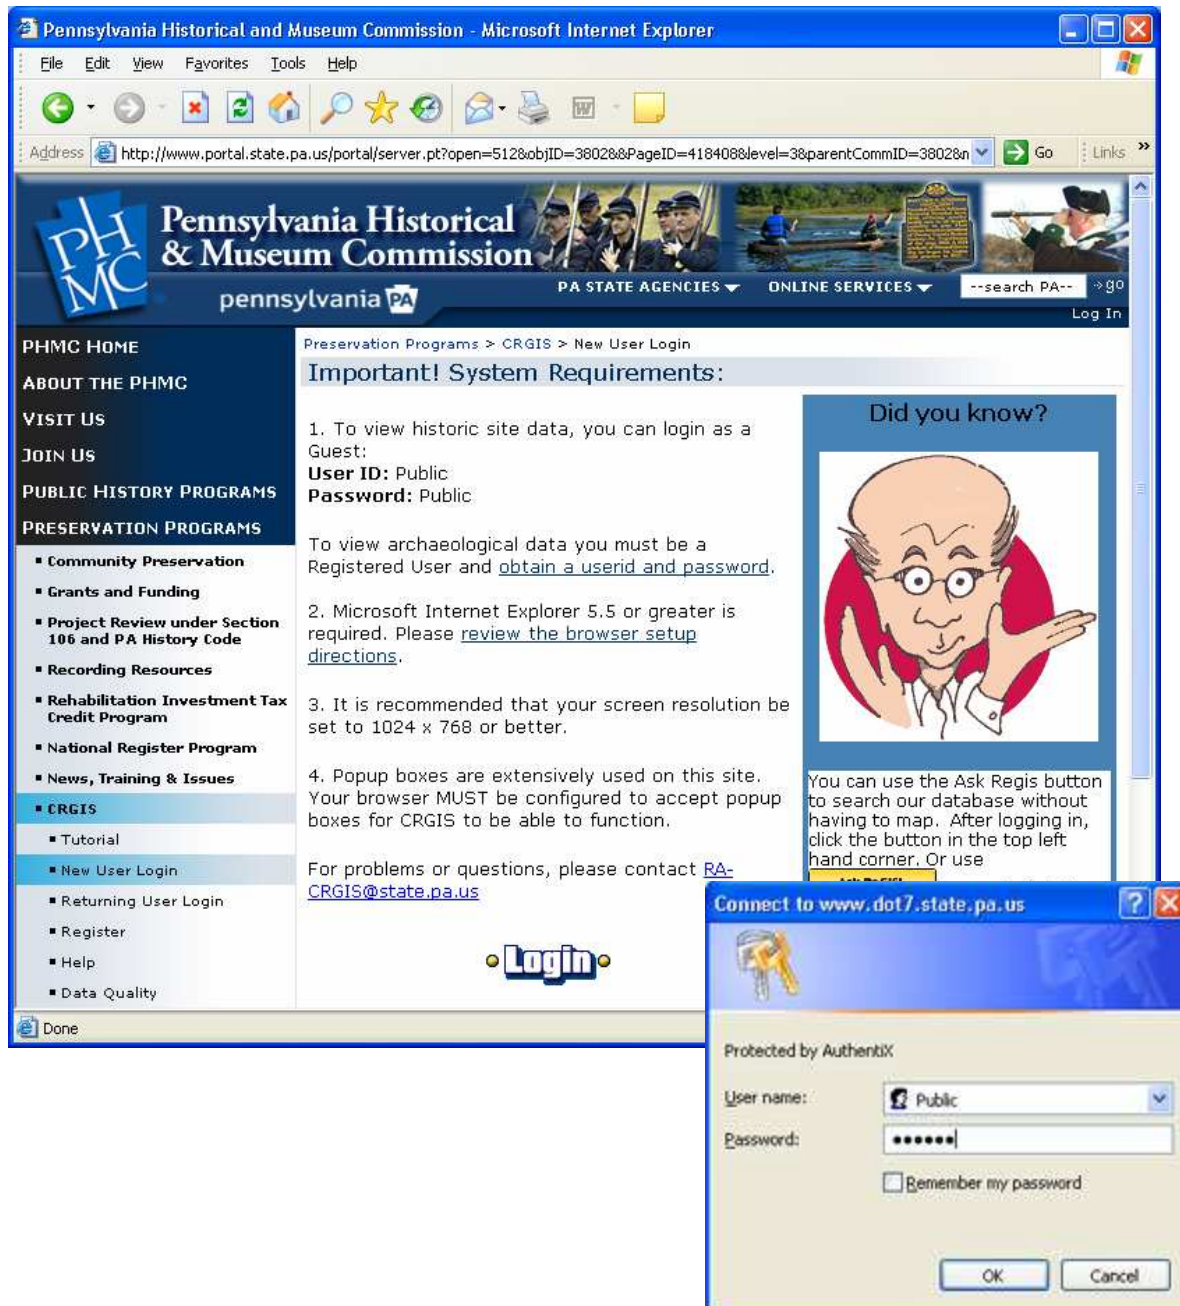 Pennsylvania Historical and Museum Commission - Microsoft Internet Explorer
File Edit View Favorites Tools Help
Address http://www.portal.state.pa.us/portal/server.pt?open=512&objID=3802&&PageID=418408&level=3&parentCommID=3802&n Go Links »
PHMC
Pennsylvania Historical
& Museum Commission
pennsylvania PA
PA STATE AGENCIES ONLINE SERVICES --search PA-- go
Log In
PHMC HOME
ABOUT THE PHMC
VISIT US
JOIN US
PUBLIC HISTORY PROGRAMS
PRESERVATION PROGRAMS
Community Preservation
Grants and Funding
Project Review under Section
106 and PA History Code
Recording Resources
Rehabilitation Investment Tax
Credit Program
National Register Program
News, Training & Issues
CRGIS
Tutorial
New User Login
Returning User Login
Register
Help
Data Quality
Preservation Programs > CRGIS > New User Login
Important! System Requirements:
1. To view historic site data, you can login as a
Guest:
User ID: Public
Password: Public
To view archaeological data you must be a
Registered User and obtain a userid and password.
2. Microsoft Internet Explorer 5.5 or greater is
required. Please review the browser setup
directions.
3. It is recommended that your screen resolution be
set to 1024 x 768 or better.
4. Popup boxes are extensively used on this site.
Your browser MUST be configured to accept popup
boxes for CRGIS to be able to function.
For problems or questions, please contact RA-
CRGIS@state.pa.us
Login
Did you know?
You can use the Ask Regis button
to search our database without
having to map. After logging in,
click the button in the top left
hand corner. Or use
Done
Connect to www.dot7.state.pa.us
Protected by AuthentiX
User name: Public
Password: ••••••
Remember my password
OK Cancel